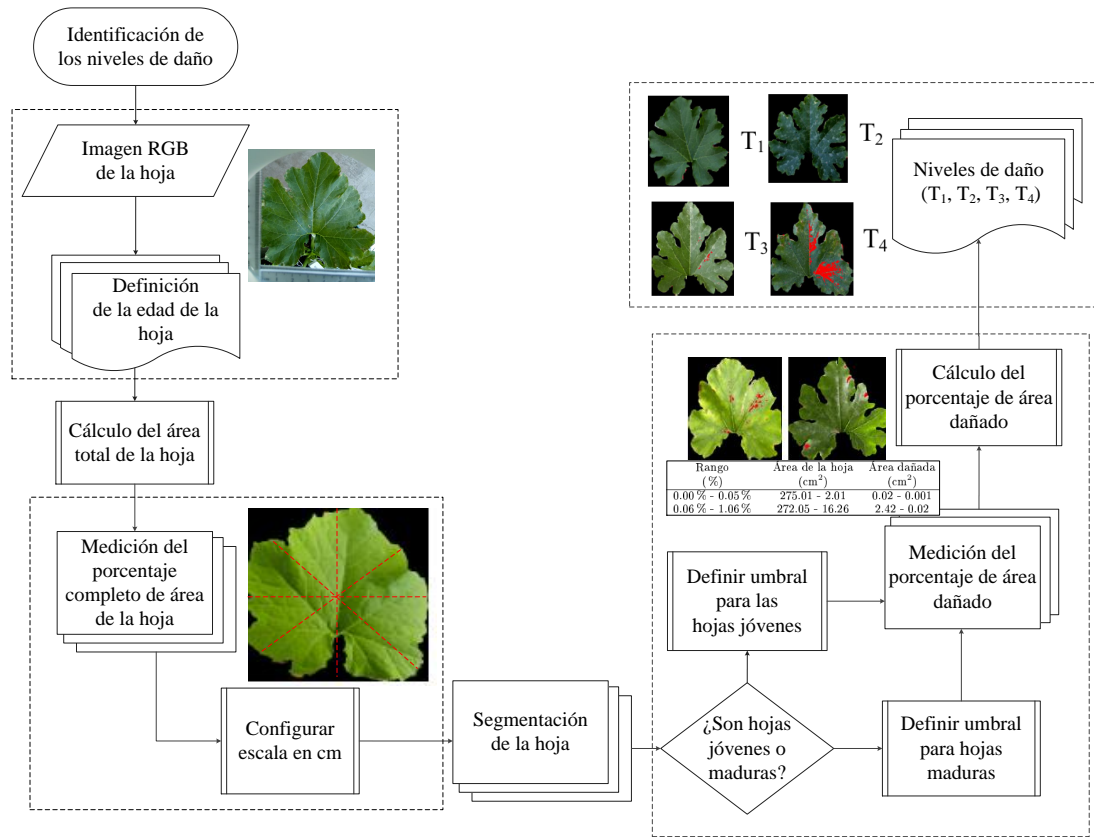 Identificación de
los niveles de daño
Imagen RGB
de la hoja
Definición
de la edad de la
hoja
Cálculo del área
total de la hoja
Medición del
porcentaje
completo de área
de la hoja
Configurar
escala en cm
Segmentación
de la hoja
¿Son hojas
jóvenes o
maduras?
Definir umbral
para las
hojas jóvenes
Definir umbral
para hojas
maduras
Medición del
porcentaje de área
dañado
Rango Área de la hoja Área dañada
(%) (cm²) (cm²)
0.00 % - 0.05 % 275.01 - 2.01 0.02 - 0.001
0.06 % - 1.06 % 272.05 - 16.26 2.42 - 0.02
Cálculo del
porcentaje de área
dañado
T₁
T₂
T₃
T₄
Niveles de daño
(T₁, T₂, T₃, T₄)